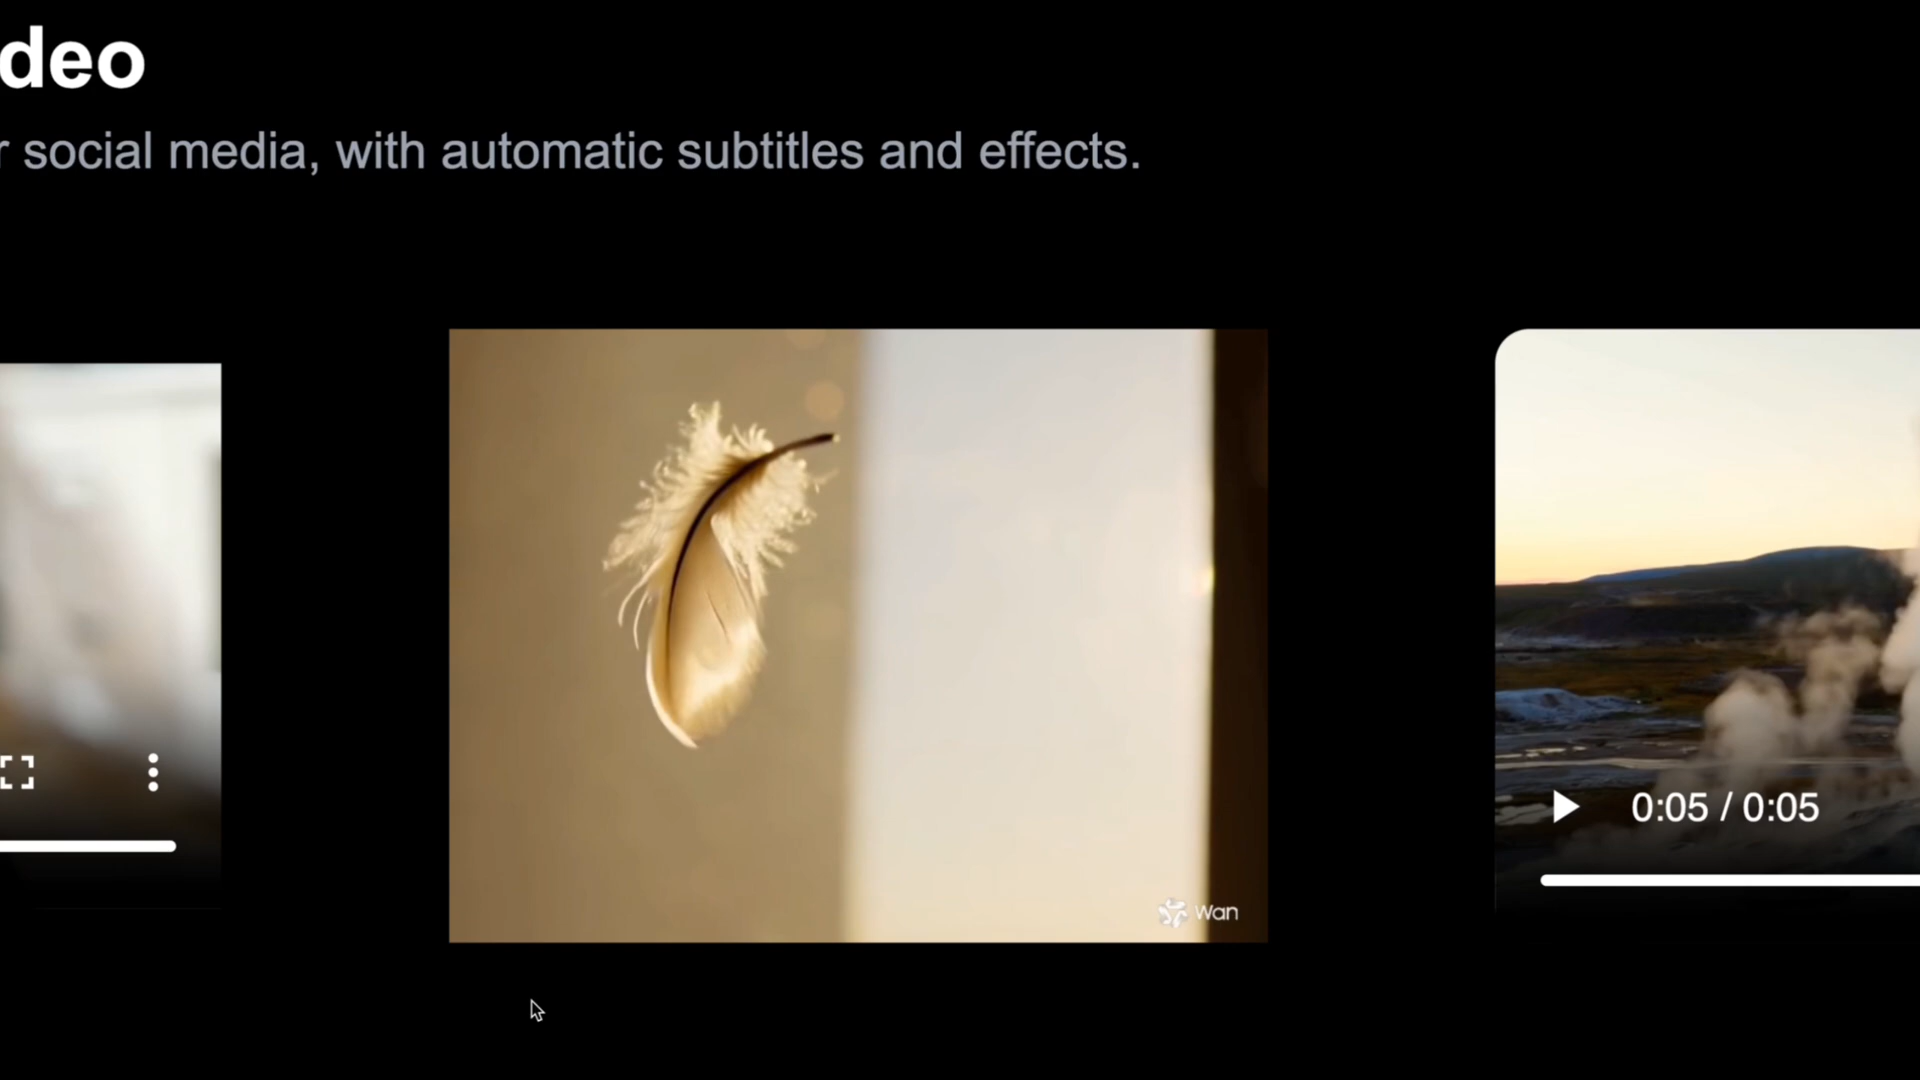 deo
r social media, with automatic subtitles and effects.
Wan
0:05 / 0:05